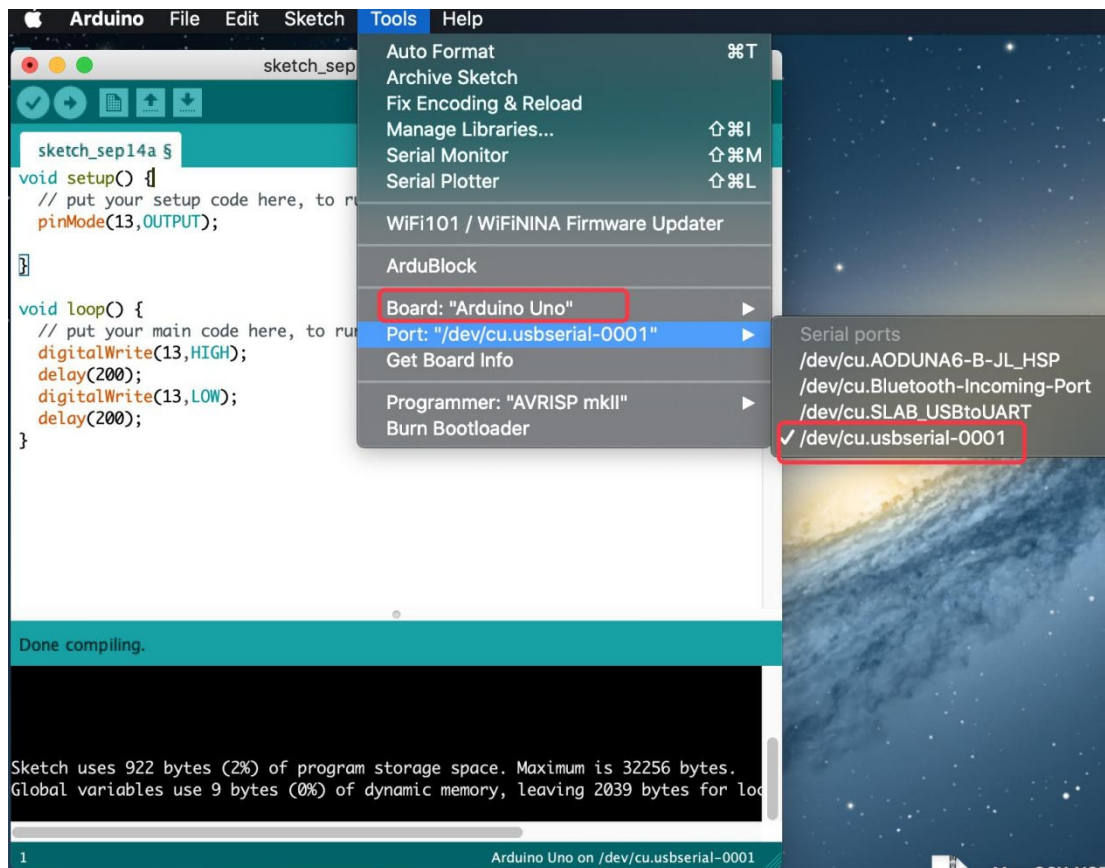 Arduino File Edit Sketch Tools Help
sketch_sep
sketch_sep14a §
void setup() {
// put your setup code here, to ru
pinMode(13,OUTPUT);
}
void loop() {
// put your main code here, to ru
digitalWrite(13,HIGH);
delay(200);
digitalWrite(13,LOW);
delay(200);
}
Auto Format ⌘T
Archive Sketch
Fix Encoding & Reload
Manage Libraries... ⇧⌘I
Serial Monitor ⇧⌘M
Serial Plotter ⇧⌘L
WiFi101 / WiFiNINA Firmware Updater
ArduBlock
Board: "Arduino Uno"
Port: "/dev/cu.usbserial-0001"
Get Board Info
Programmer: "AVRISP mkII"
Burn Bootloader
Serial ports
/dev/cu.AODUNA6-B-JL_HSP
/dev/cu.Bluetooth-Incoming-Port
/dev/cu.SLAB_USBtoUART
✓ /dev/cu.usbserial-0001
Done compiling.
Sketch uses 922 bytes (2%) of program storage space. Maximum is 32256 bytes.
Global variables use 9 bytes (0%) of dynamic memory, leaving 2039 bytes for loc
1
Arduino Uno on /dev/cu.usbserial-0001